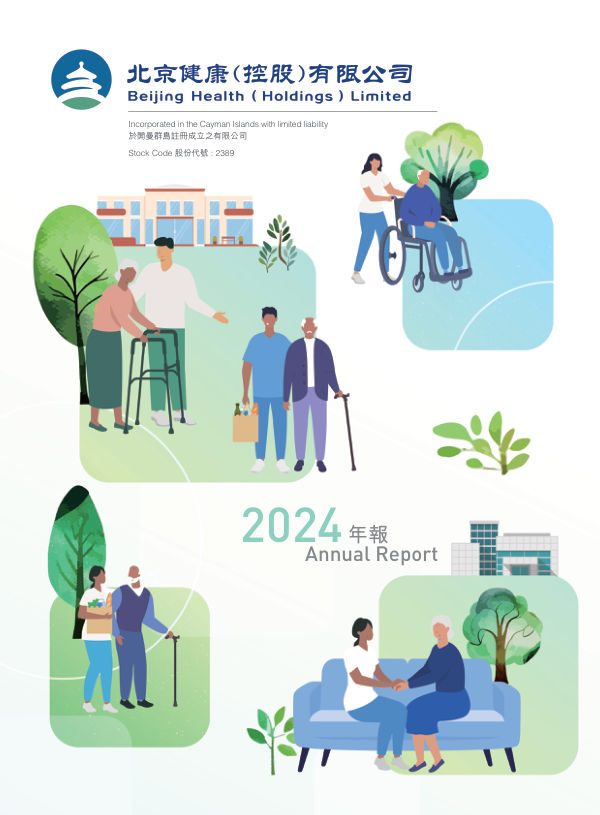 北京健康(控股)有限公司
Beijing Health (Holdings) Limited
Incorporated in the Cayman Islands with limited liability
於開曼群島註冊成立之有限公司
Stock Code 股份代號 : 2389
2024 年報
Annual Report